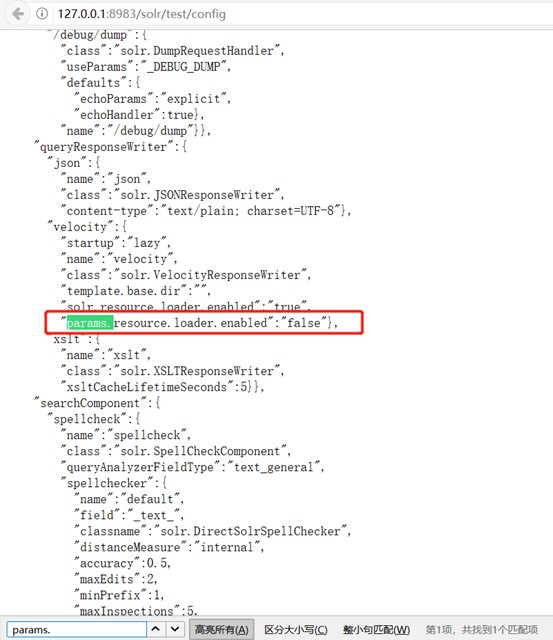 127.0.0.1:8983/solr/test/config
"/debug/dump":{
"class":"solr.DumpRequestHandler",
"useParams":"_DEBUG_DUMP",
"defaults":{
"echoParams":"explicit",
"echoHandler":true},
"name":"/debug/dump"}},
"queryResponseWriter":{
"json":{
"name":"json",
"class":"solr.JSONResponseWriter",
"content-type":"text/plain; charset=UTF-8"},
"velocity":{
"startup":"lazy",
"name":"velocity",
"class":"solr.VelocityResponseWriter",
"template.base.dir":"",
"solr.resource.loader.enabled":"true",
"params.resource.loader.enabled":"false"},
"xslt":{
"name":"xslt",
"class":"solr.XSLTResponseWriter",
"xsltCacheLifetimeSeconds":5}},
"searchComponent":{
"spellcheck":{
"name":"spellcheck",
"class":"solr.SpellCheckComponent",
"queryAnalyzerFieldType":"text_general",
"spellchecker":{
"name":"default",
"field":"_text_",
"classname":"solr.DirectSolrSpellChecker",
"distanceMeasure":"internal",
"accuracy":0.5,
"maxEdits":2,
"minPrefix":1,
"maxInspections":5,
params. 高亮所有(A) 区分大小写(C) 整小句匹配(W) 第1项，共找到1个匹配项